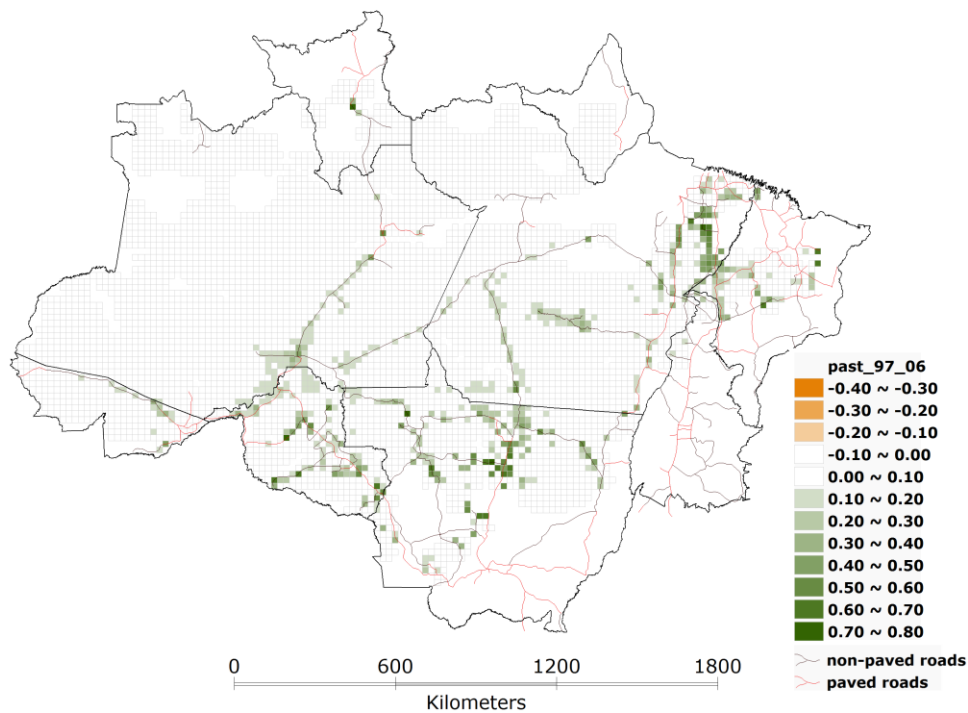 past_97_06
-0.40 ~ -0.30
-0.30 ~ -0.20
-0.20 ~ -0.10
-0.10 ~ 0.00
0.00 ~ 0.10
0.10 ~ 0.20
0.20 ~ 0.30
0.30 ~ 0.40
0.40 ~ 0.50
0.50 ~ 0.60
0.60 ~ 0.70
0.70 ~ 0.80
non-paved roads
paved roads
0 600 1200 1800
Kilometers